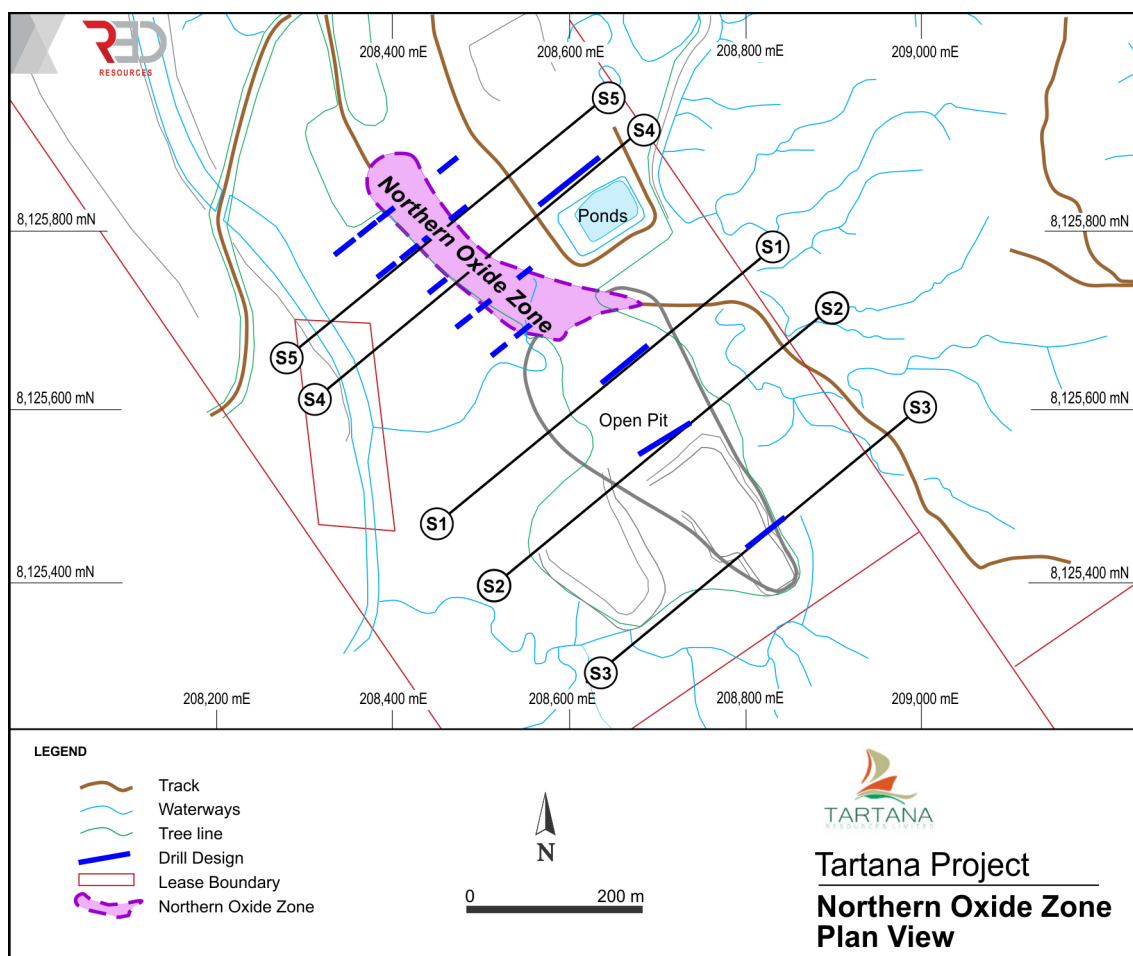 RED
RESOURCES
208,400 mE
208,600 mE
208,800 mE
209,000 mE
S5
S4
8,125,800 mN
Northern Oxide Zone
Ponds
8,125,800 mN
S1
S2
S5
S4
S3
8,125,600 mN
Open Pit
8,125,600 mN
S1
S2
8,125,400 mN
8,125,400 mN
S3
208,200 mE
208,400 mE
208,600 mE
208,800 mE
209,000 mE
LEGEND
Track
Waterways
Tree line
Drill Design
Lease Boundary
Northern Oxide Zone
N
0
200 m
TARTANA
RESOURCES LIMITED
Tartana Project
Northern Oxide Zone
Plan View